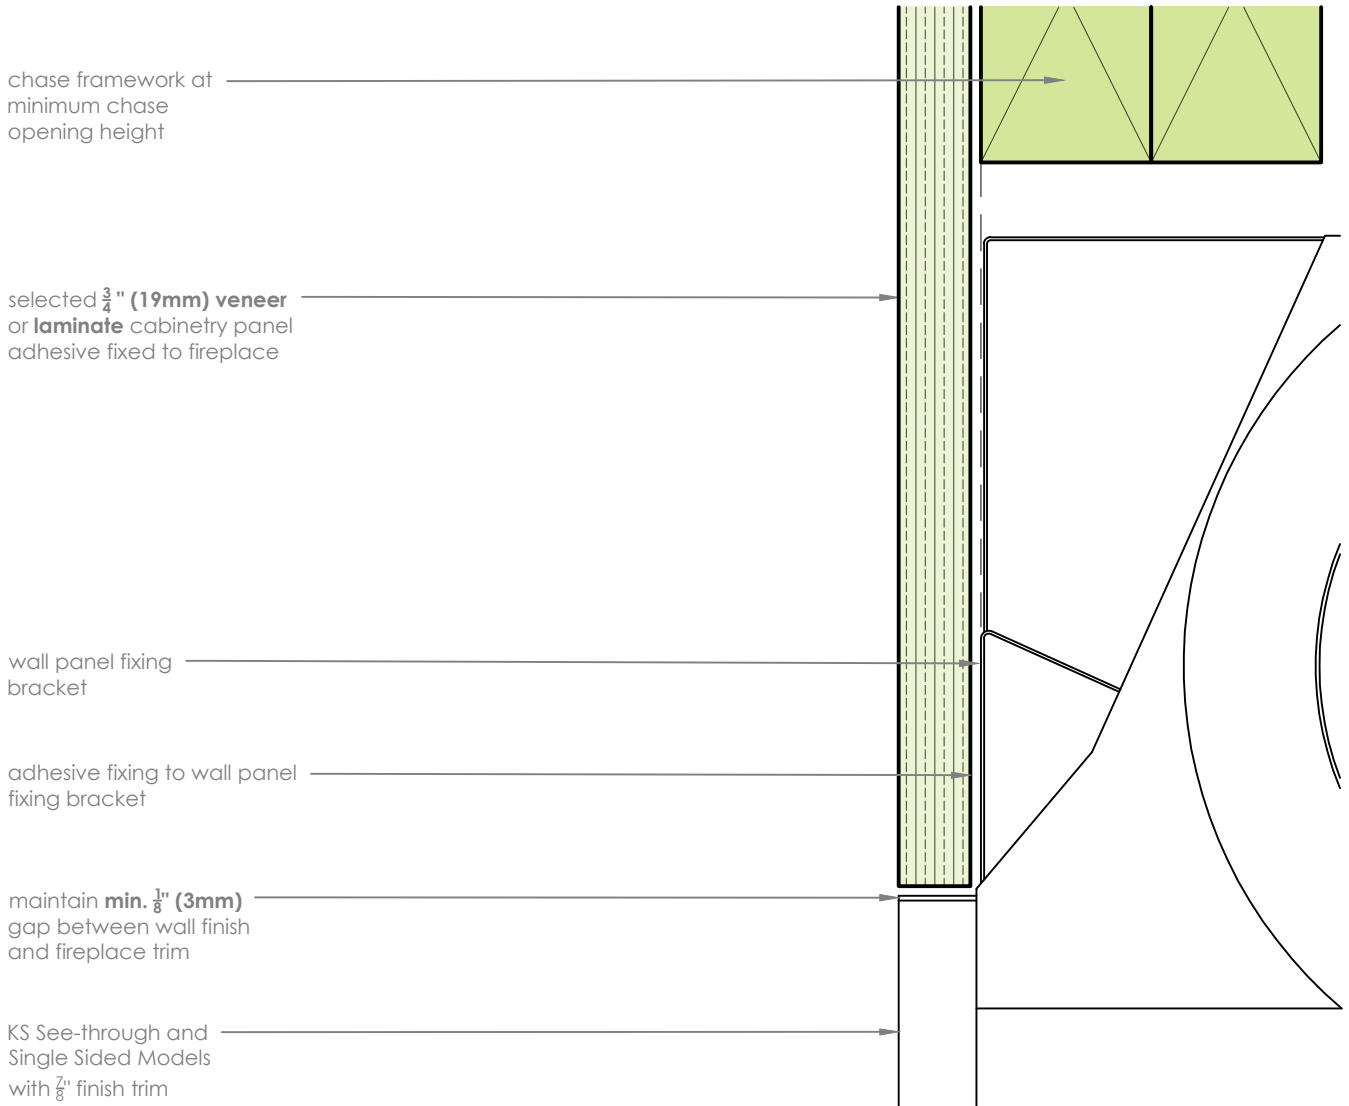 chase framework at
minimum chase
opening height
selected 3/4" (19mm) veneer
or laminate cabinetry panel
adhesive fixed to fireplace
wall panel fixing
bracket
adhesive fixing to wall panel
fixing bracket
maintain min. 1/8" (3mm)
gap between wall finish
and fireplace trim
KS See-through and
Single Sided Models
with 7/8" finish trim